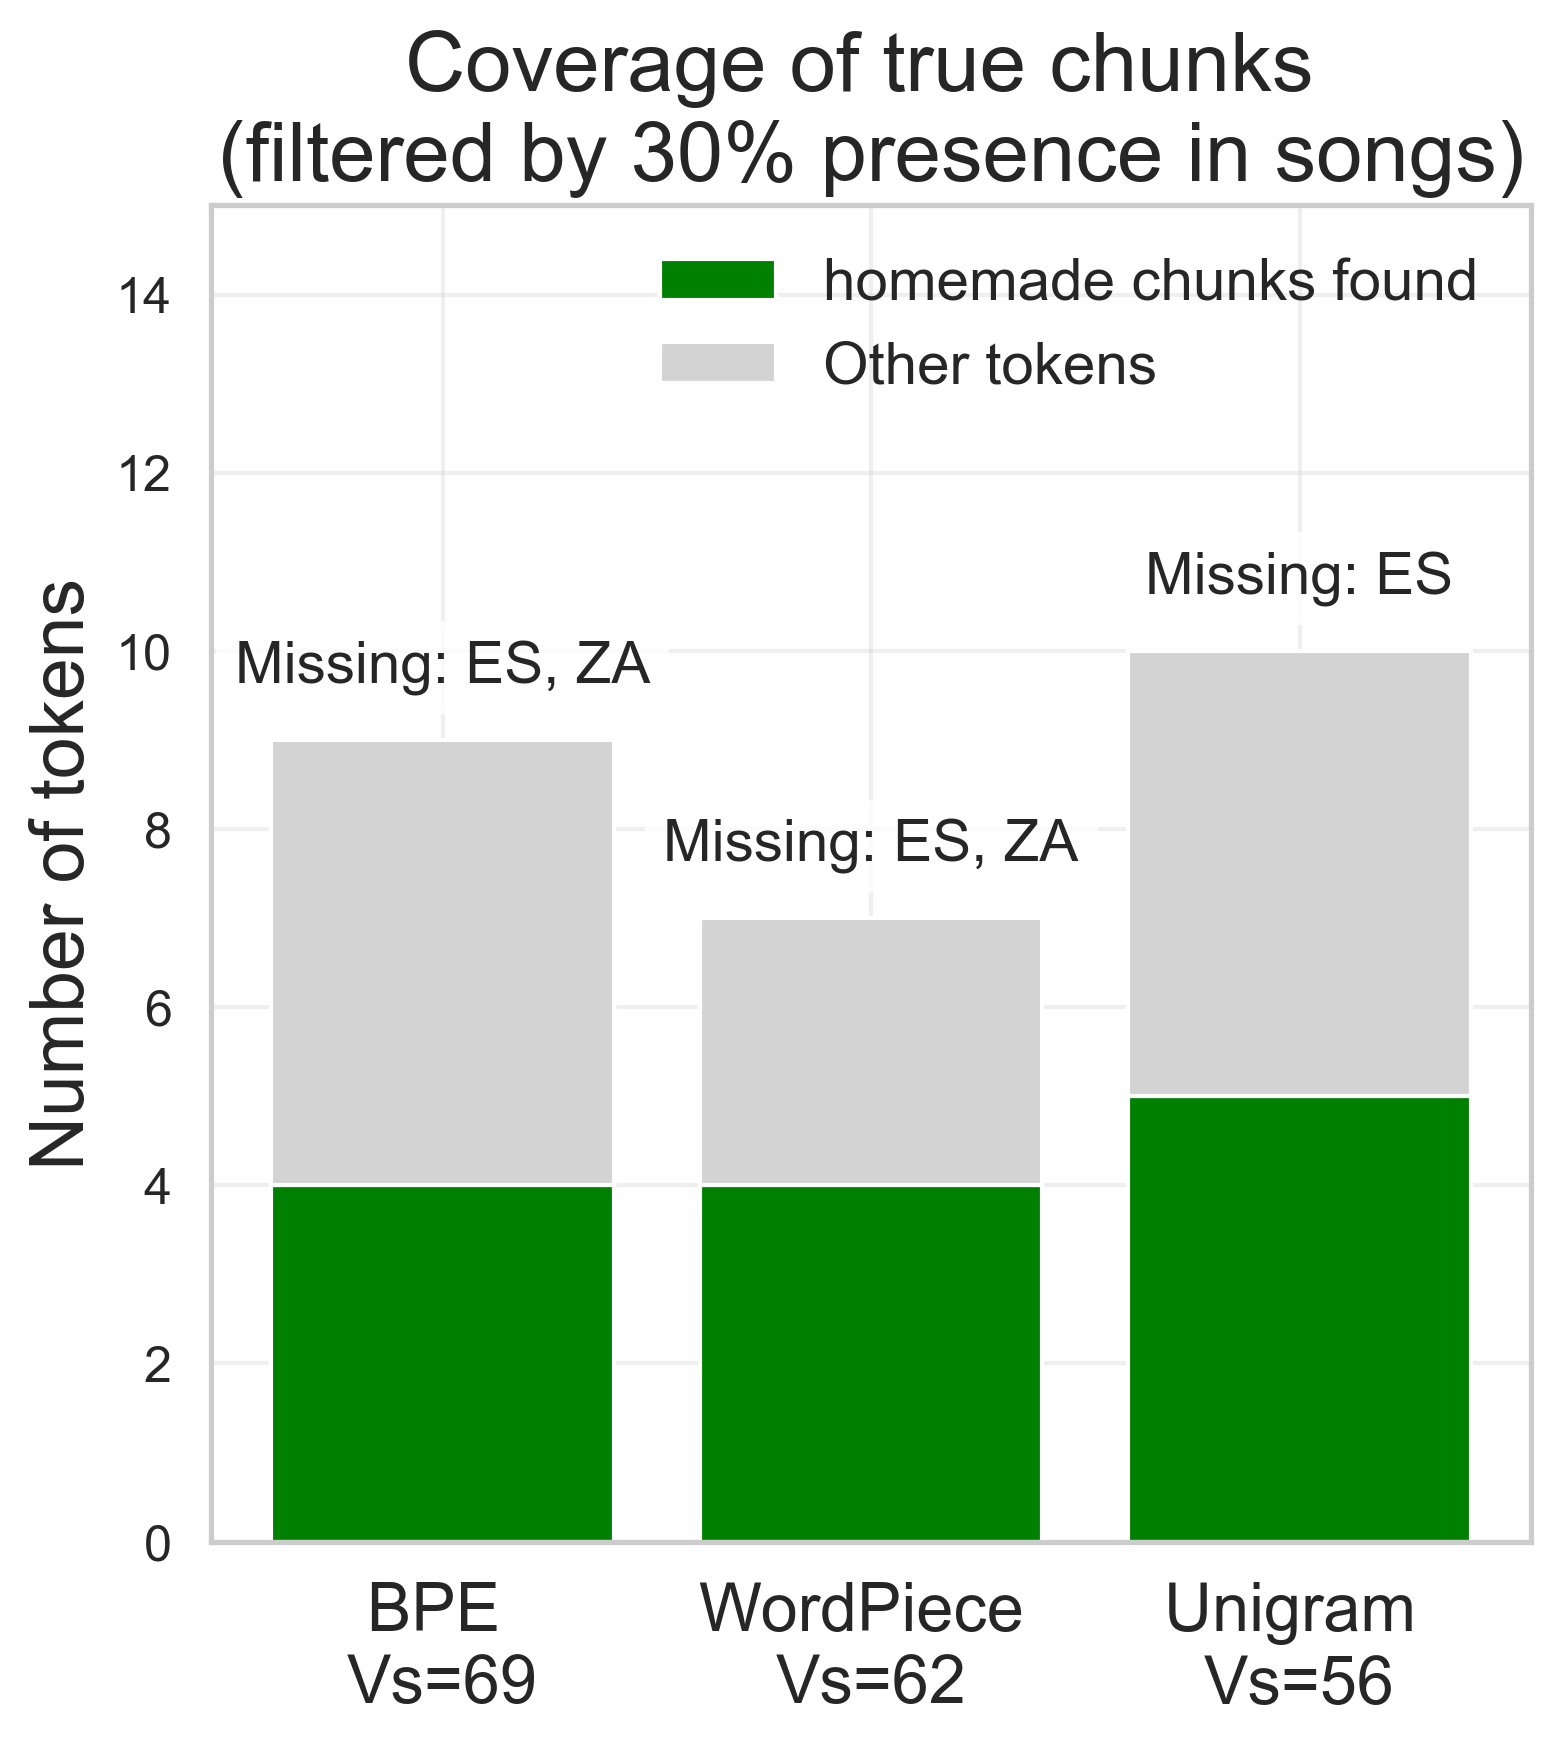 Coverage of true chunks
(filtered by 30% presence in songs)
homemade chunks found
Other tokens
Number of tokens
14
12
10
8
6
4
2
0
Missing: ES, ZA
Missing: ES, ZA
Missing: ES
BPE
Vs=69
WordPiece
Vs=62
Unigram
Vs=56